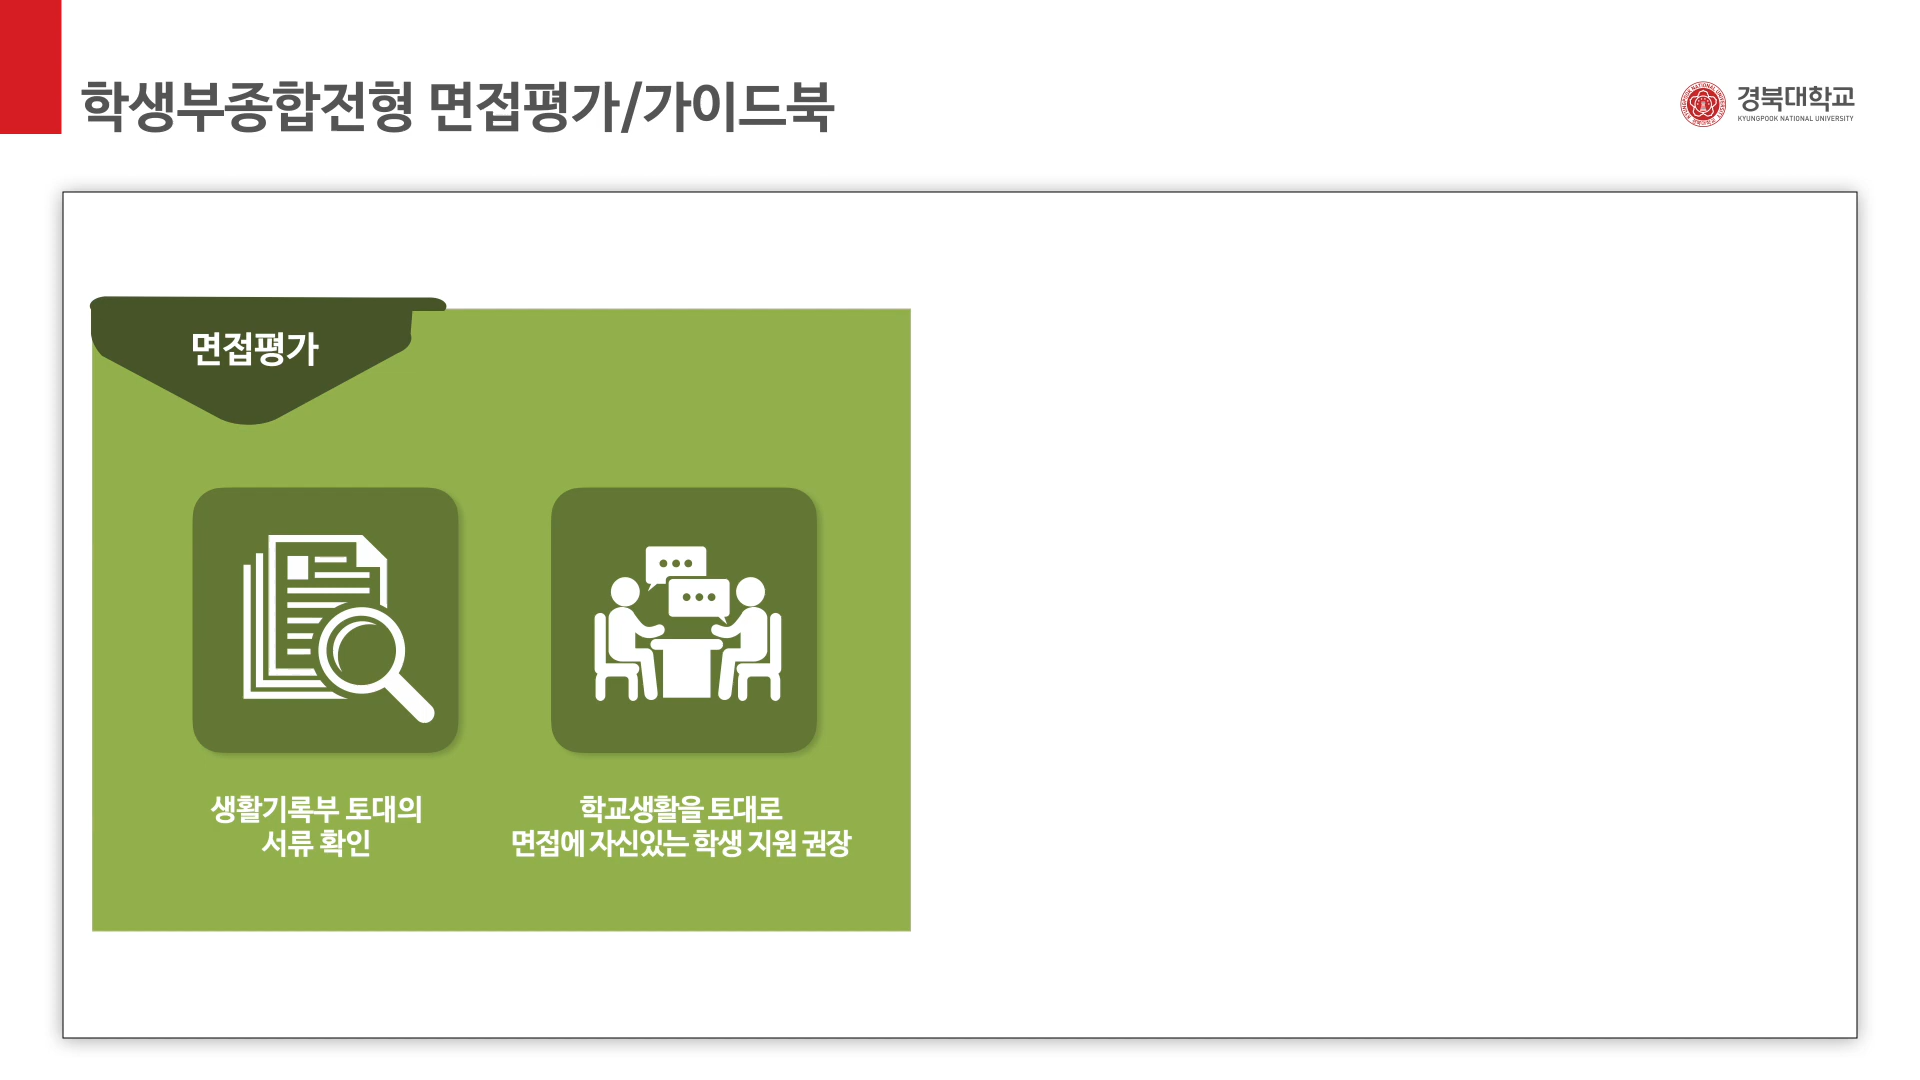 학생부종합전형 면접평가/가이드북
경북대학교
KYUNGPOOK NATIONAL UNIVERSITY
면접평가
생활기록부 토대의
서류 확인
학교생활을 토대로
면접에 자신있는 학생 지원 권장